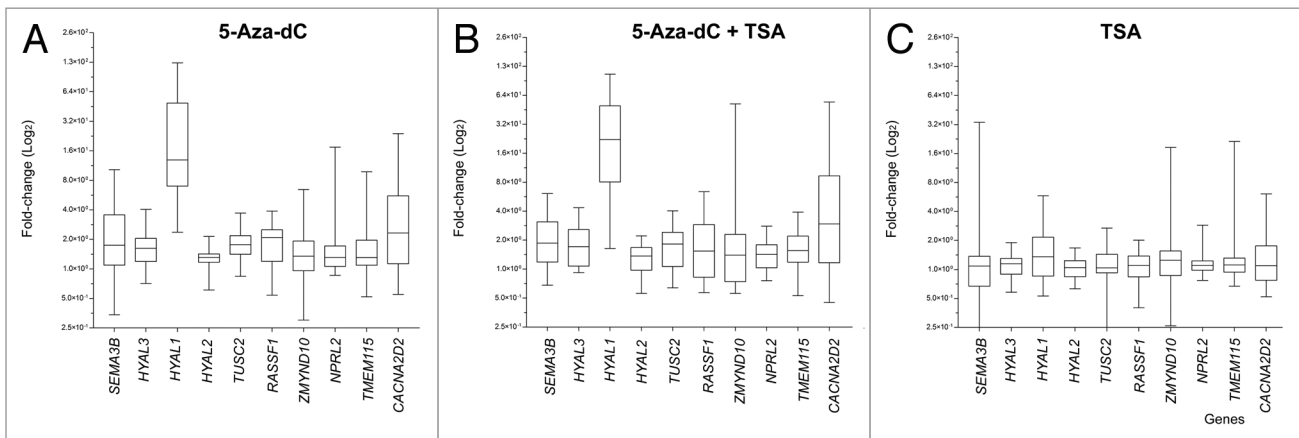 A
5-Aza-dC
Fold-change (Log₂)
2.6×10²
1.3×10²
6.4×10¹
3.2×10¹
1.6×10¹
8.0×10⁰
4.0×10⁰
2.0×10⁰
1.0×10⁰
5.0×10⁻¹
2.5×10⁻¹
SEMA3B
HYAL3
HYAL1
HYAL2
TUSC2
RASSF1
ZMYND10
NPRL2
TMEM115
CACNA2D2
B
5-Aza-dC + TSA
Fold-change (Log₂)
2.6×10²
1.3×10²
6.4×10¹
3.2×10¹
1.6×10¹
8.0×10⁰
4.0×10⁰
2.0×10⁰
1.0×10⁰
5.0×10⁻¹
2.5×10⁻¹
SEMA3B
HYAL3
HYAL1
HYAL2
TUSC2
RASSF1
ZMYND10
NPRL2
TMEM115
CACNA2D2
C
TSA
Fold-change (Log₂)
2.6×10²
1.3×10²
6.4×10¹
3.2×10¹
1.6×10¹
8.0×10⁰
4.0×10⁰
2.0×10⁰
1.0×10⁰
5.0×10⁻¹
2.5×10⁻¹
SEMA3B
HYAL3
HYAL1
HYAL2
TUSC2
RASSF1
ZMYND10
NPRL2
TMEM115
CACNA2D2
Genes